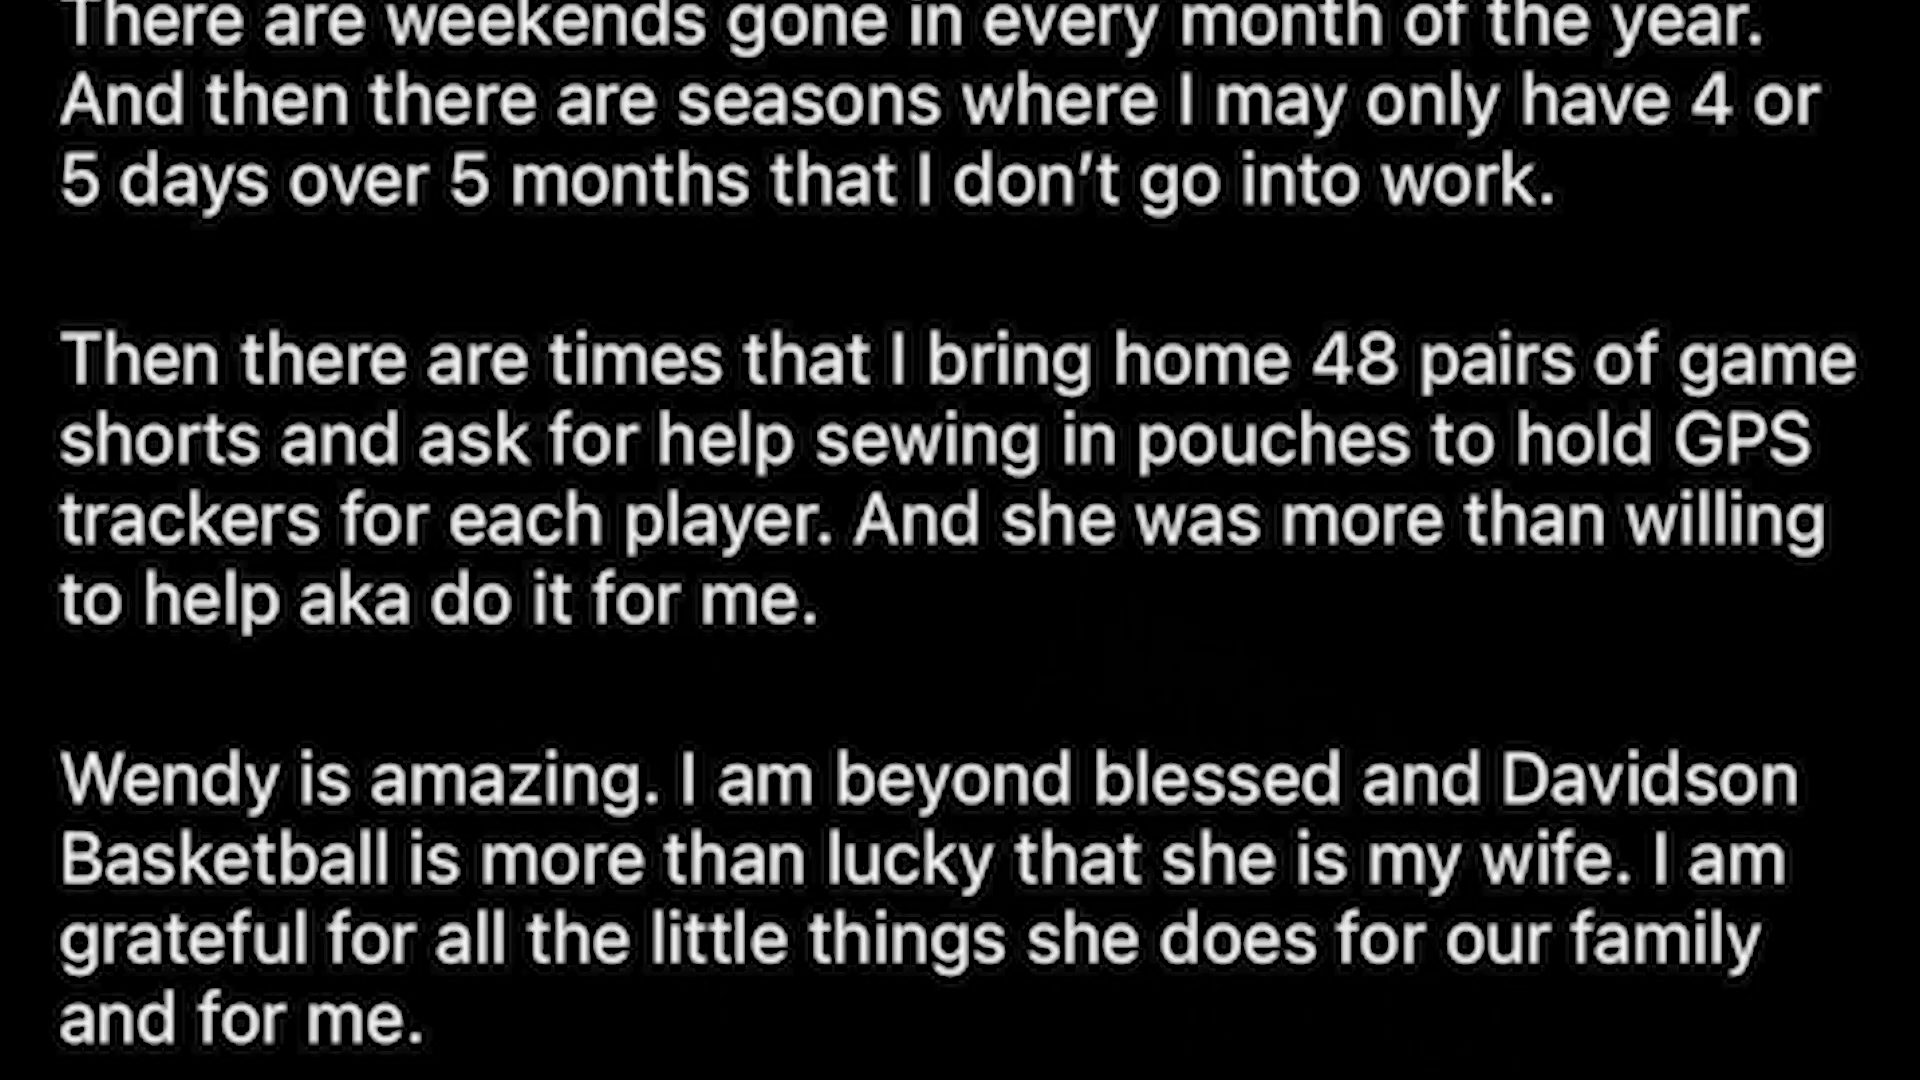 There are weekends gone in every month of the year.
And then there are seasons where I may only have 4 or
5 days over 5 months that I don’t go into work.
Then there are times that I bring home 48 pairs of game
shorts and ask for help sewing in pouches to hold GPS
trackers for each player. And she was more than willing
to help aka do it for me.
Wendy is amazing. I am beyond blessed and Davidson
Basketball is more than lucky that she is my wife. I am
grateful for all the little things she does for our family
and for me.